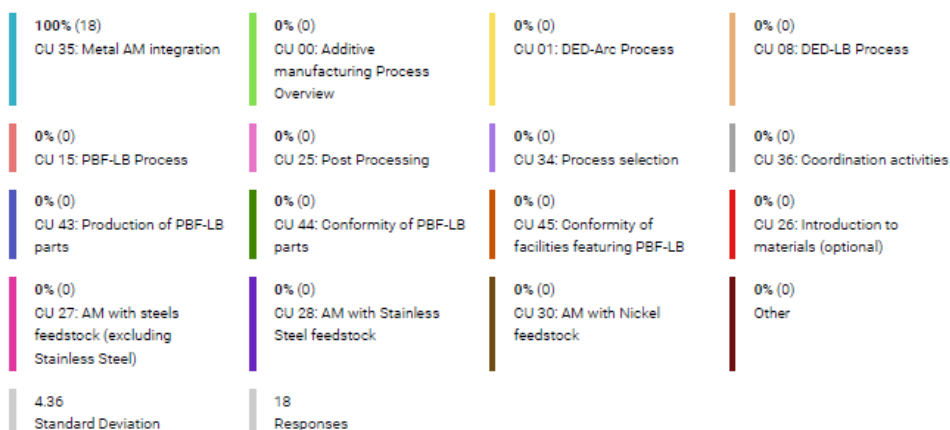 100% (18)
CU 35: Metal AM integration
0% (0)
CU 00: Additive
manufacturing Process
Overview
0% (0)
CU 01: DED-Arc Process
0% (0)
CU 08: DED-LB Process
0% (0)
CU 15: PBF-LB Process
0% (0)
CU 25: Post Processing
0% (0)
CU 34: Process selection
0% (0)
CU 36: Coordination activities
0% (0)
CU 43: Production of PBF-LB
parts
0% (0)
CU 44: Conformity of PBF-LB
parts
0% (0)
CU 45: Conformity of
facilities featuring PBF-LB
0% (0)
CU 26: Introduction to
materials (optional)
0% (0)
CU 27: AM with steels
feedstock (excluding
Stainless Steel)
0% (0)
CU 28: AM with Stainless
Steel feedstock
0% (0)
CU 30: AM with Nickel
feedstock
0% (0)
Other
4.36
Standard Deviation
18
Responses